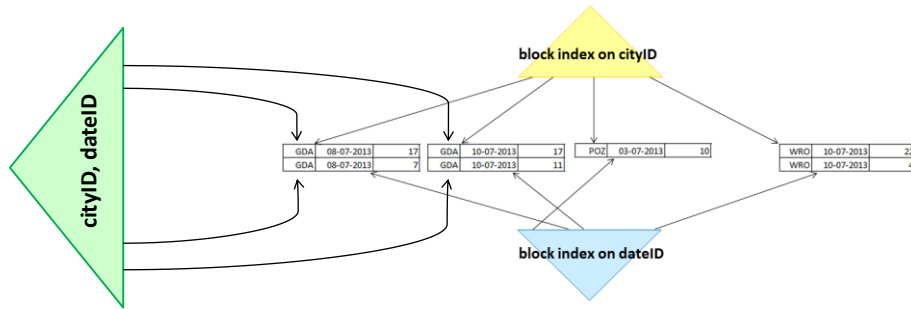 block index on cityID
cityID, dateID
GDA 08-07-2013 17
GDA 08-07-2013 7
GDA 10-07-2013 17
GDA 10-07-2013 11
POZ 03-07-2013 10
WRO 10-07-2013 22
WRO 10-07-2013 4
block index on dateID